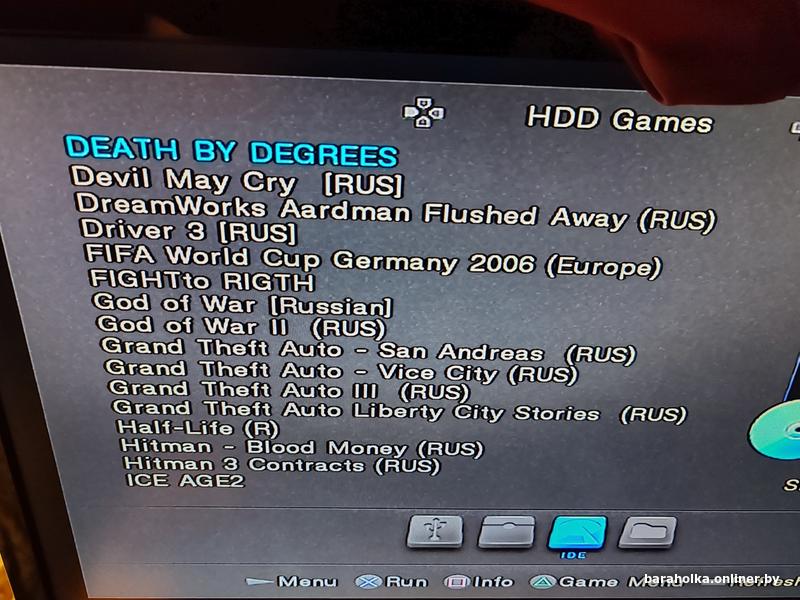 HDD Games
DEATH BY DEGREES
Devil May Cry [RUS]
DreamWorks Aardman Flushed Away (RUS)
Driver 3 [RUS]
FIFA World Cup Germany 2006 (Europe)
FIGHTto RIGTH
God of War [Russian]
God of War II (RUS)
Grand Theft Auto - San Andreas (RUS)
Grand Theft Auto - Vice City (RUS)
Grand Theft Auto III (RUS)
Grand Theft Auto Liberty City Stories (RUS)
Half-Life (R)
Hitman - Blood Money (RUS)
Hitman 3 Contracts (RUS)
ICE AGE2
IDE
Menu Run Info Game Menu
baraholka.onliner.by